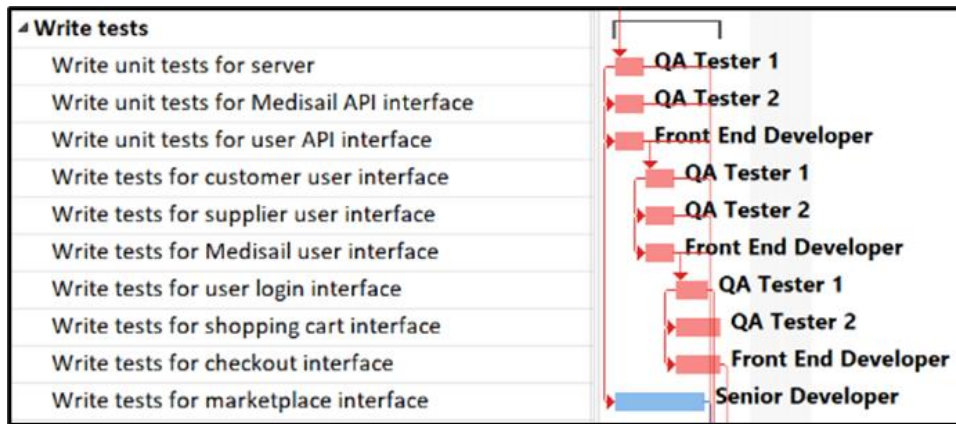 Write tests
Write unit tests for server QA Tester 1
Write unit tests for Medisail API interface QA Tester 2
Write unit tests for user API interface Front End Developer
Write tests for customer user interface QA Tester 1
Write tests for supplier user interface QA Tester 2
Write tests for Medisail user interface Front End Developer
Write tests for user login interface QA Tester 1
Write tests for shopping cart interface QA Tester 2
Write tests for checkout interface Front End Developer
Write tests for marketplace interface Senior Developer